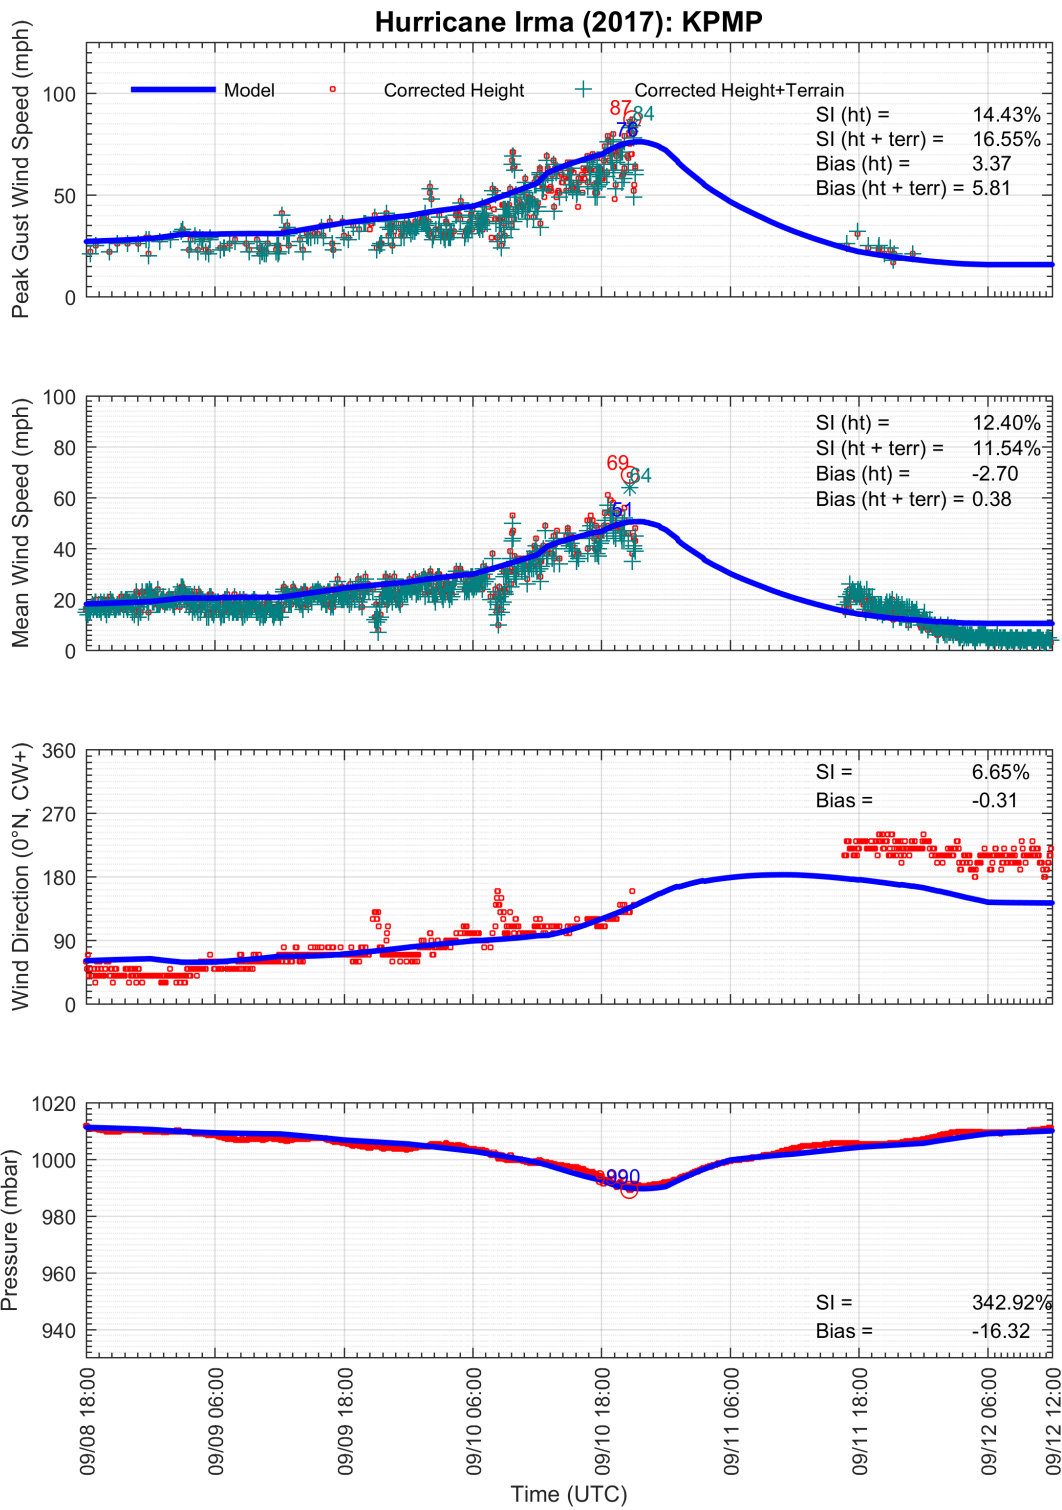 Hurricane Irma (2017): KPMP
Peak Gust Wind Speed (mph)
100
50
0
Model
Corrected Height
Corrected Height+Terrain
87
84
76
SI (ht) = 14.43%
SI (ht + terr) = 16.55%
Bias (ht) = 3.37
Bias (ht + terr) = 5.81
Mean Wind Speed (mph)
100
80
60
40
20
0
69
64
51
SI (ht) = 12.40%
SI (ht + terr) = 11.54%
Bias (ht) = -2.70
Bias (ht + terr) = 0.38
Wind Direction (0°N, CW+)
360
270
180
90
0
SI = 6.65%
Bias = -0.31
Pressure (mbar)
1020
1000
980
960
940
990
SI = 342.92%
Bias = -16.32
09/08 18:00
09/09 06:00
09/09 18:00
09/10 06:00
09/10 18:00
09/11 06:00
09/11 18:00
09/12 06:00
09/12 12:00
Time (UTC)